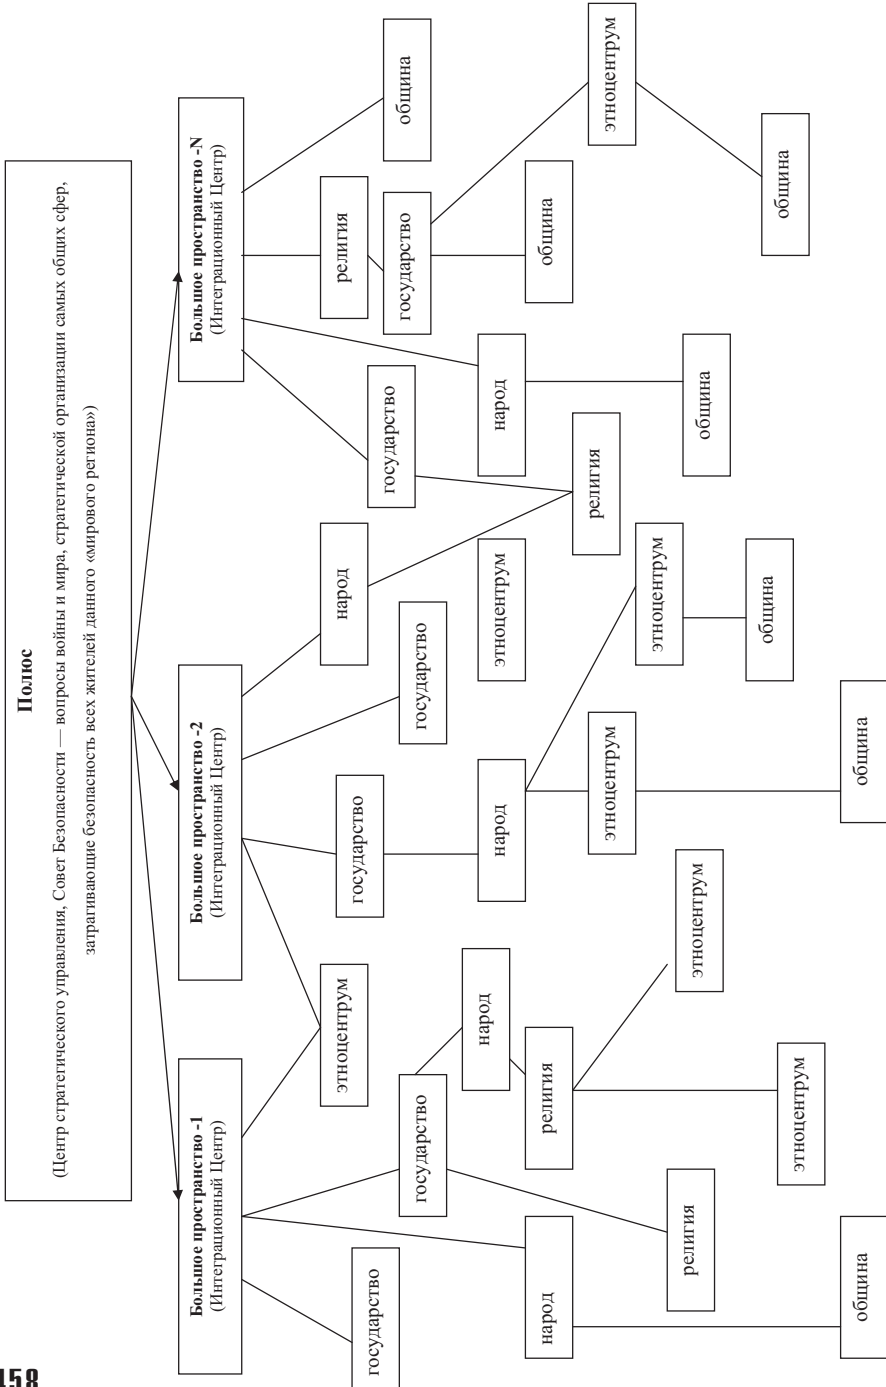 Полюс
(Центр стратегического управления, Совет Безопасности — вопросы войны и мира, стратегической организации самых общих сфер,
затрагивающие безопасность всех жителей данного «мирового региона»)
Большое пространство -1
(Интеграционный Центр)
Большое пространство -2
(Интеграционный Центр)
Большое пространство -N
(Интеграционный Центр)
этноцентрум
народ
религия
государство
государство
государство
государство
община
государство
государство
народ
этноцентрум
народ
народ
община
народ
религия
религия
этноцентрум
этноцентрум
этноцентрум
религия
этноцентрум
община
община
этноцентрум
община
община
община
458